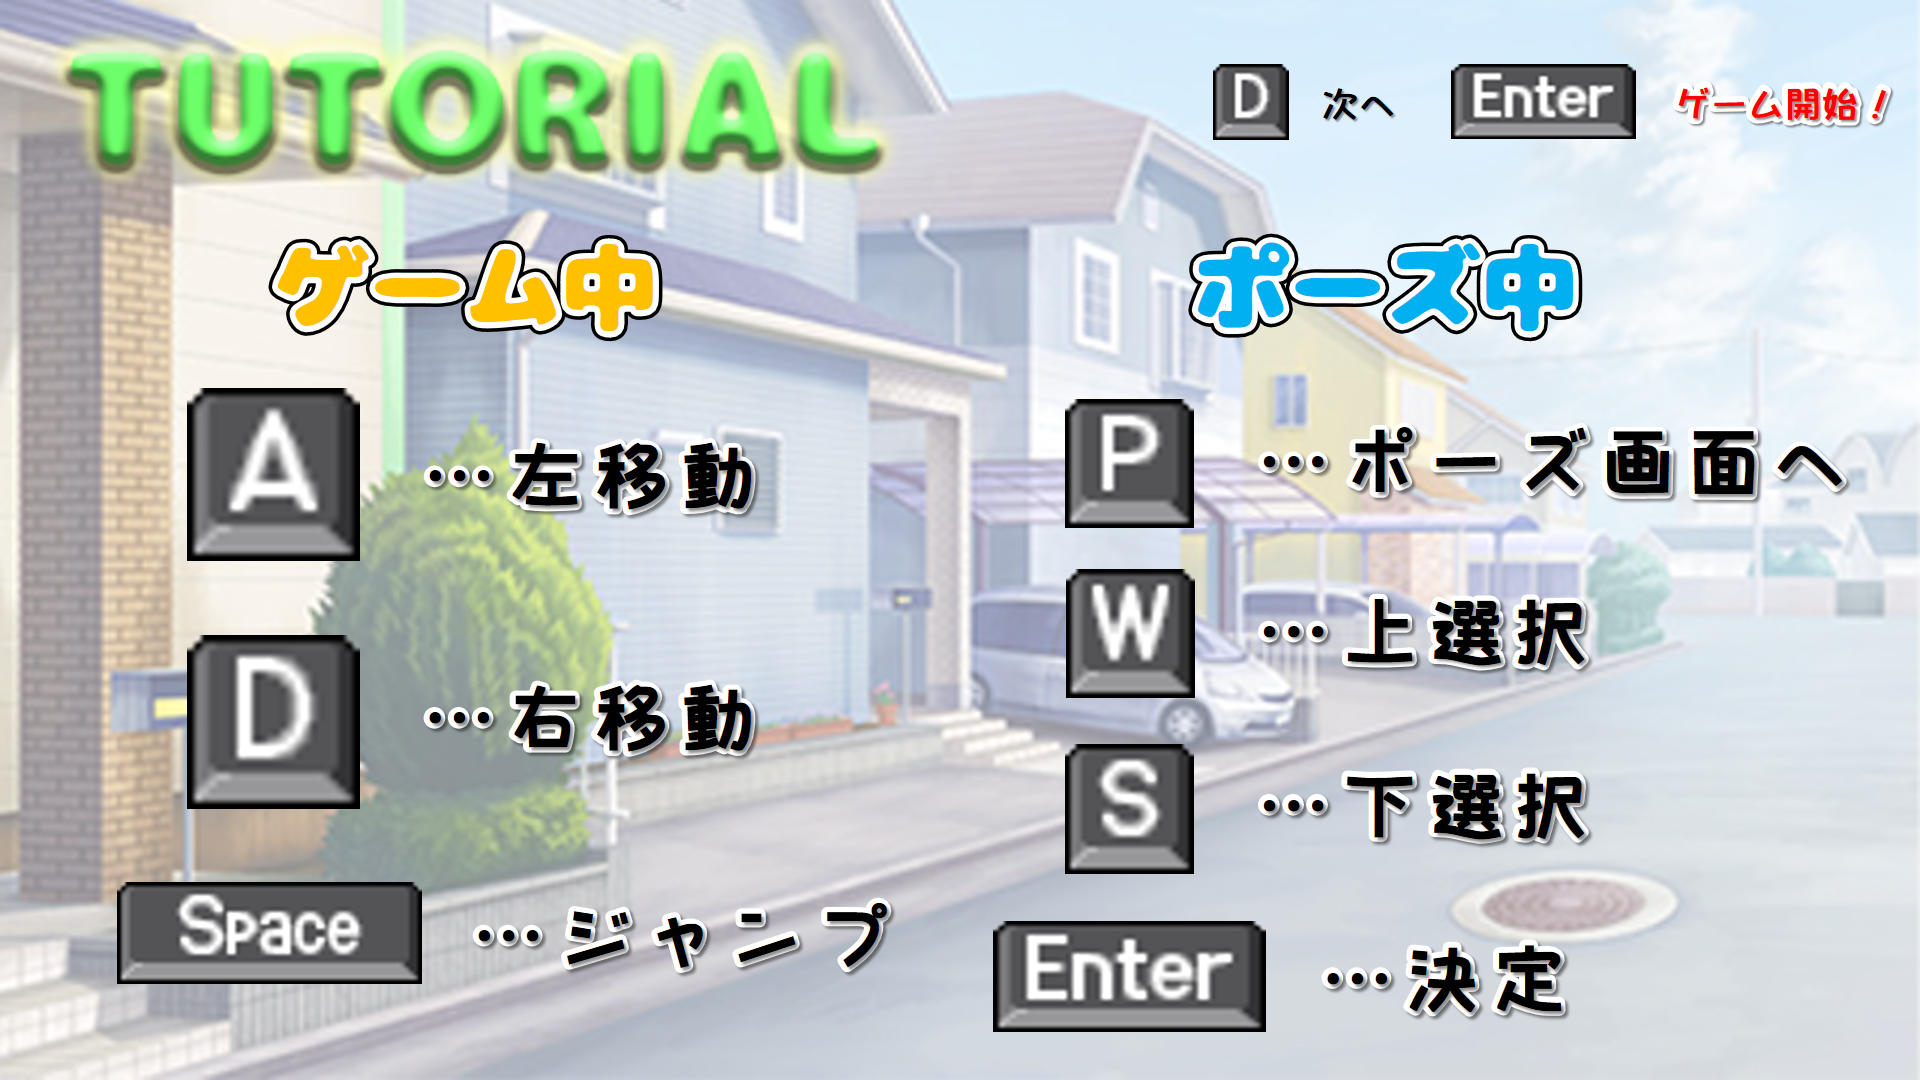 TUTORIAL
D 次へ Enter ゲーム開始！
ゲーム中
A …左移動
D …右移動
Space …ジャンプ
ポーズ中
P …ポーズ画面へ
W …上選択
S …下選択
Enter …決定